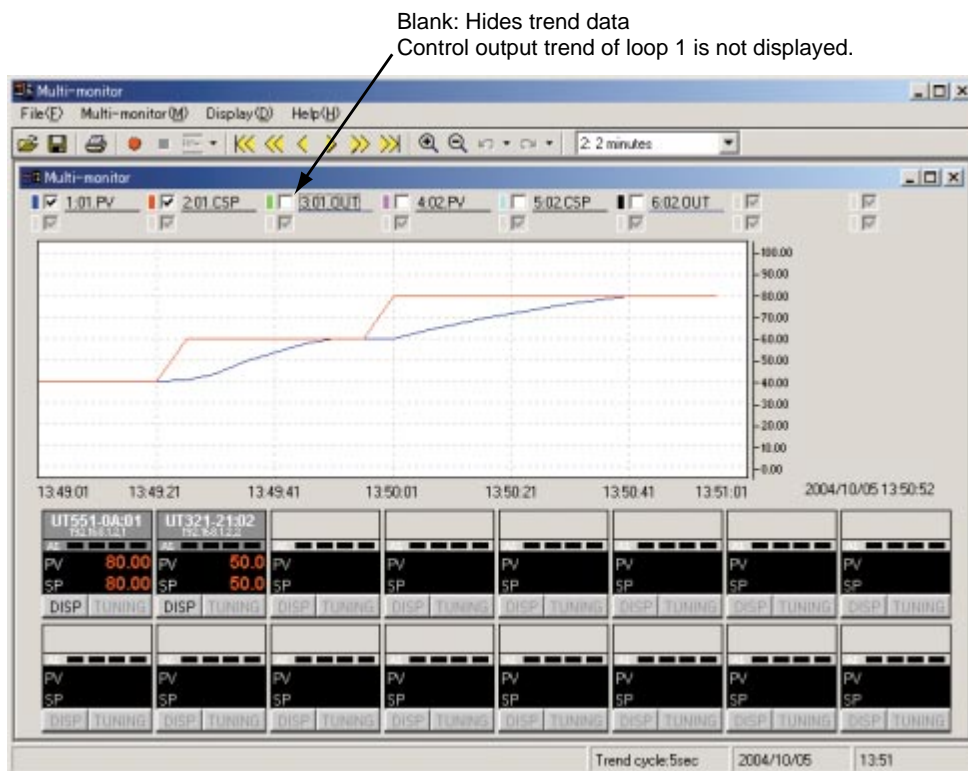 Blank: Hides trend data
Control output trend of loop 1 is not displayed.
Multi-monitor
File(F) Multi-monitor(M) Display(D) Help(H)
2: 2 minutes
Multi-monitor
1:01.PV 2:01.CSP 3:01.OUT 4:02.PV 5:02.CSP 6:02.OUT
100.00
90.00
80.00
70.00
60.00
50.00
40.00
30.00
20.00
10.00
0.00
13:49:01 13:49:21 13:49:41 13:50:01 13:50:21 13:50:41 13:51:01 2004/10/05 13:50:52
UT551-0A:01 UT321-21:02
PV 80.00 PV 50.0 PV PV PV PV PV PV
SP 80.00 SP 50.0 SP SP SP SP SP SP
DISP TUNING DISP TUNING DISP TUNING DISP TUNING DISP TUNING DISP TUNING DISP TUNING DISP TUNING
PV PV PV PV PV PV PV PV
SP SP SP SP SP SP SP SP
DISP TUNING DISP TUNING DISP TUNING DISP TUNING DISP TUNING DISP TUNING DISP TUNING DISP TUNING
Trend cycle:5sec 2004/10/05 13:51